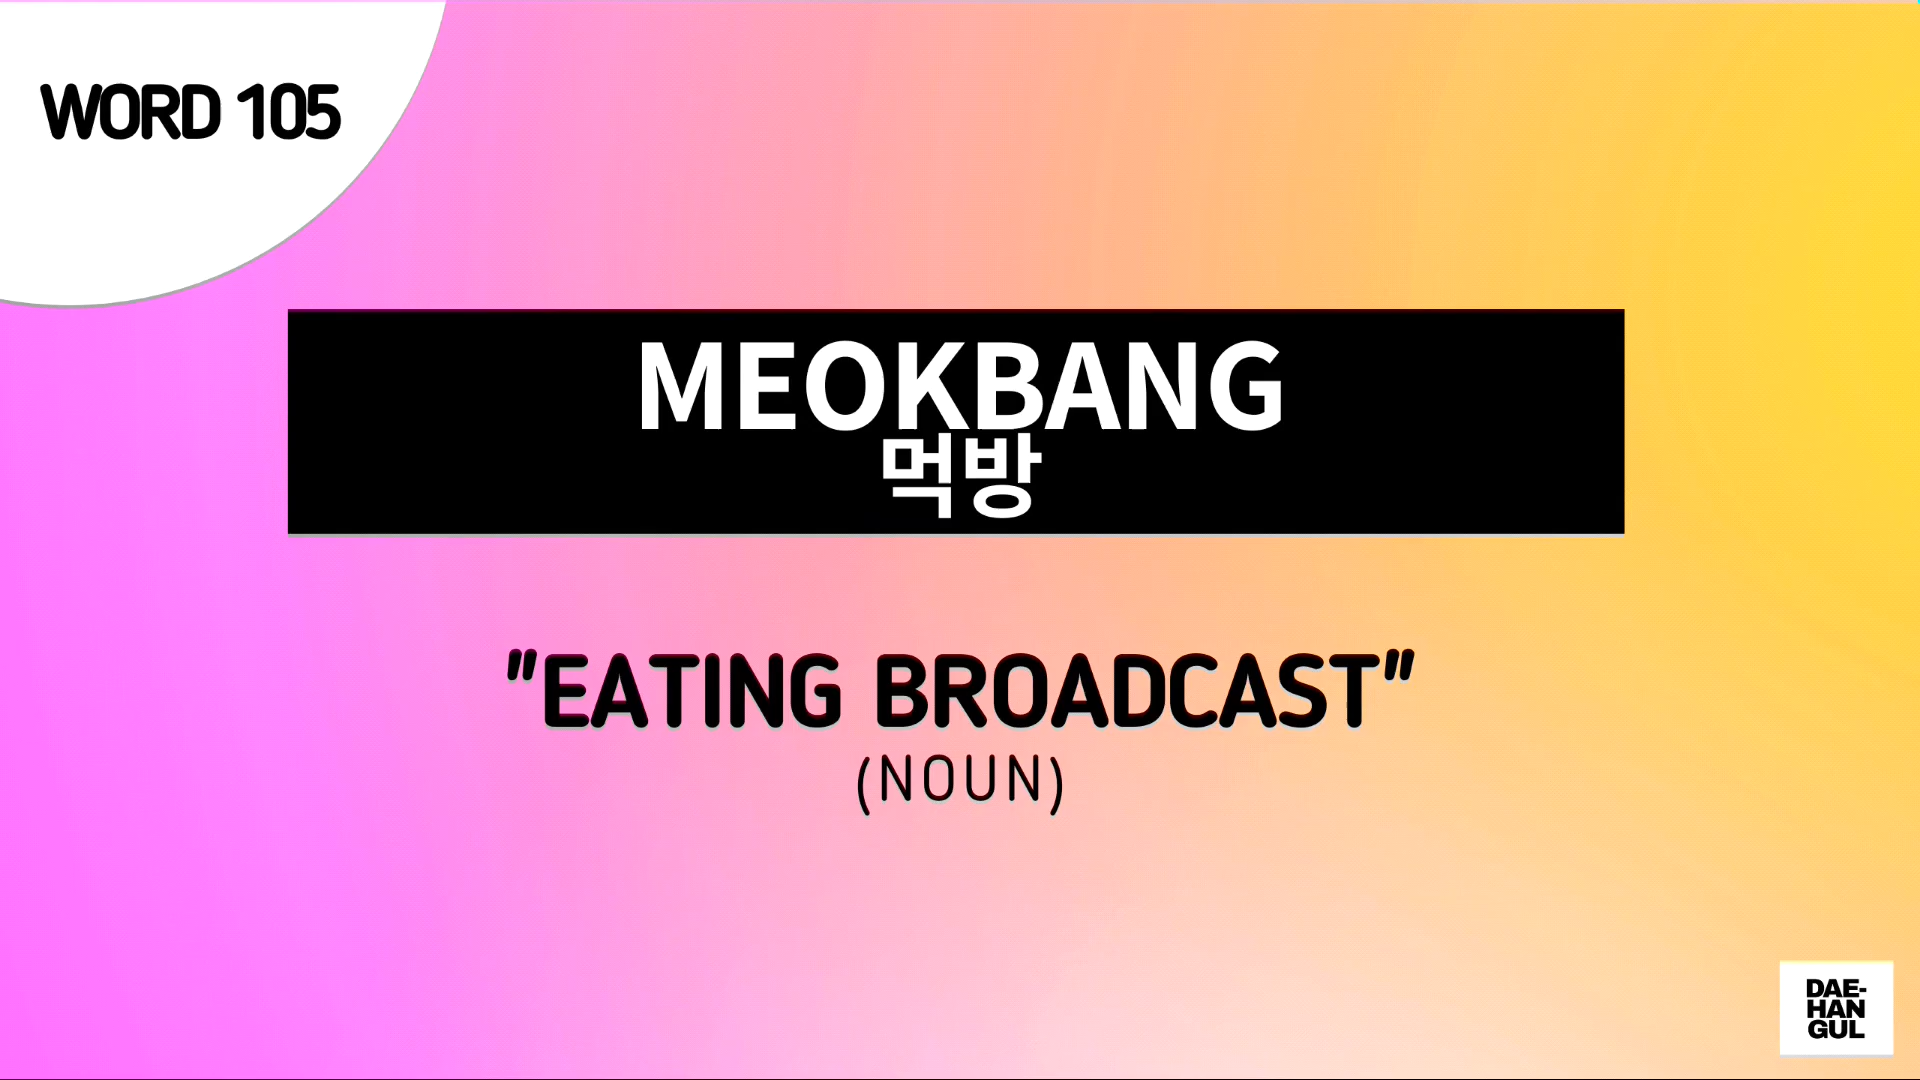 WORD 105
MEOKBANG
먹방
"EATING BROADCAST"
(NOUN)
DAE-
HAN
GUL